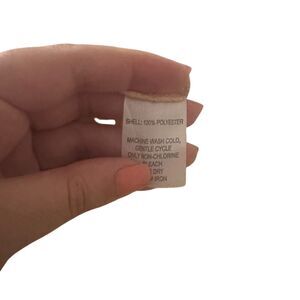 SHELL: 100% POLYESTER
MACHINE WASH COLD,
GENTLE CYCLE
ONLY NON-CHLORINE
BLEACH
DRY
IRON